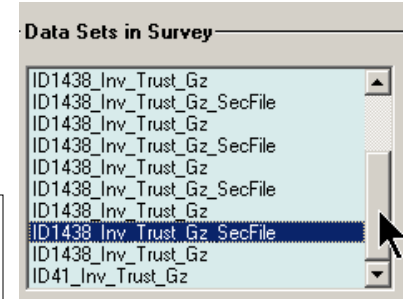 Data Sets in Survey
ID1438_Inv_Trust_Gz
ID1438_Inv_Trust_Gz_SecFile
ID1438_Inv_Trust_Gz
ID1438_Inv_Trust_Gz_SecFile
ID1438_Inv_Trust_Gz
ID1438_Inv_Trust_Gz_SecFile
ID1438_Inv_Trust_Gz
ID1438_Inv_Trust_Gz_SecFile
ID1438_Inv_Trust_Gz
ID41_Inv_Trust_Gz